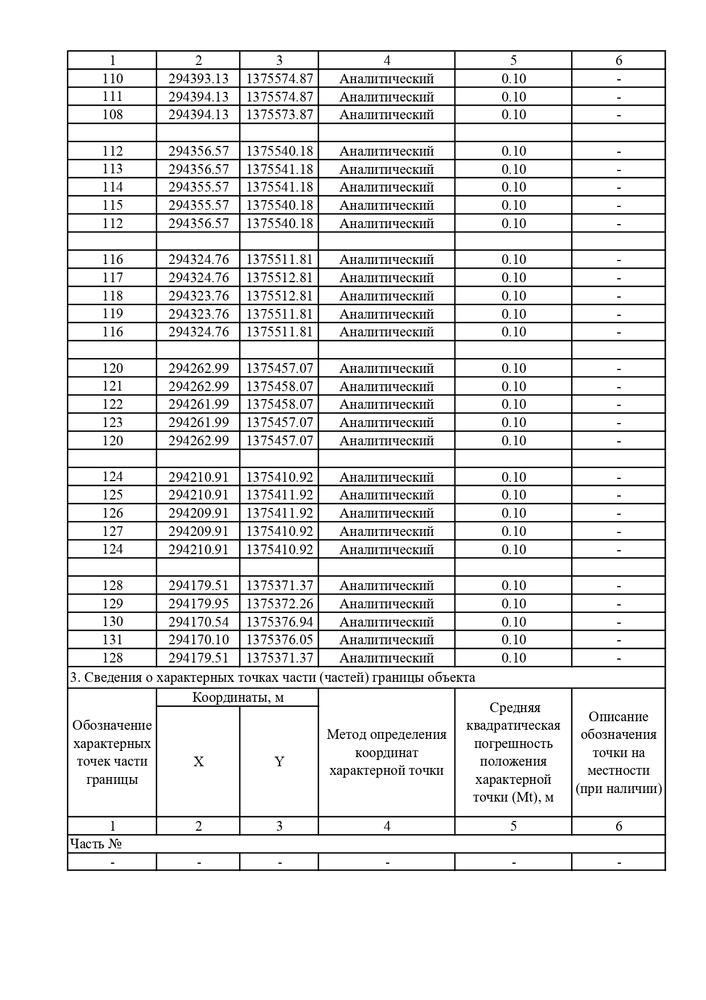 1 2 3 4 5 6
110 294393.13 1375574.87 Аналитический 0.10 -
111 294394.13 1375574.87 Аналитический 0.10 -
108 294394.13 1375573.87 Аналитический 0.10 -
112 294356.57 1375540.18 Аналитический 0.10 -
113 294356.57 1375541.18 Аналитический 0.10 -
114 294355.57 1375541.18 Аналитический 0.10 -
115 294355.57 1375540.18 Аналитический 0.10 -
112 294356.57 1375540.18 Аналитический 0.10 -
116 294324.76 1375511.81 Аналитический 0.10 -
117 294324.76 1375512.81 Аналитический 0.10 -
118 294323.76 1375512.81 Аналитический 0.10 -
119 294323.76 1375511.81 Аналитический 0.10 -
116 294324.76 1375511.81 Аналитический 0.10 -
120 294262.99 1375457.07 Аналитический 0.10 -
121 294262.99 1375458.07 Аналитический 0.10 -
122 294261.99 1375458.07 Аналитический 0.10 -
123 294261.99 1375457.07 Аналитический 0.10 -
120 294262.99 1375457.07 Аналитический 0.10 -
124 294210.91 1375410.92 Аналитический 0.10 -
125 294210.91 1375411.92 Аналитический 0.10 -
126 294209.91 1375411.92 Аналитический 0.10 -
127 294209.91 1375410.92 Аналитический 0.10 -
124 294210.91 1375410.92 Аналитический 0.10 -
128 294179.51 1375371.37 Аналитический 0.10 -
129 294179.95 1375372.26 Аналитический 0.10 -
130 294170.54 1375376.94 Аналитический 0.10 -
131 294170.10 1375376.05 Аналитический 0.10 -
128 294179.51 1375371.37 Аналитический 0.10 -
3. Сведения о характерных точках части (частей) границы объекта
Обозначение
характерных
точек части
границы
Координаты, м
X
Y
Метод определения
координат
характерной точки
Средняя
квадратическая
погрешность
положения
характерной
точки (Mt), м
Описание
обозначения
точки на
местности
(при наличии)
1 2 3 4 5 6
Часть №
- - - - - -